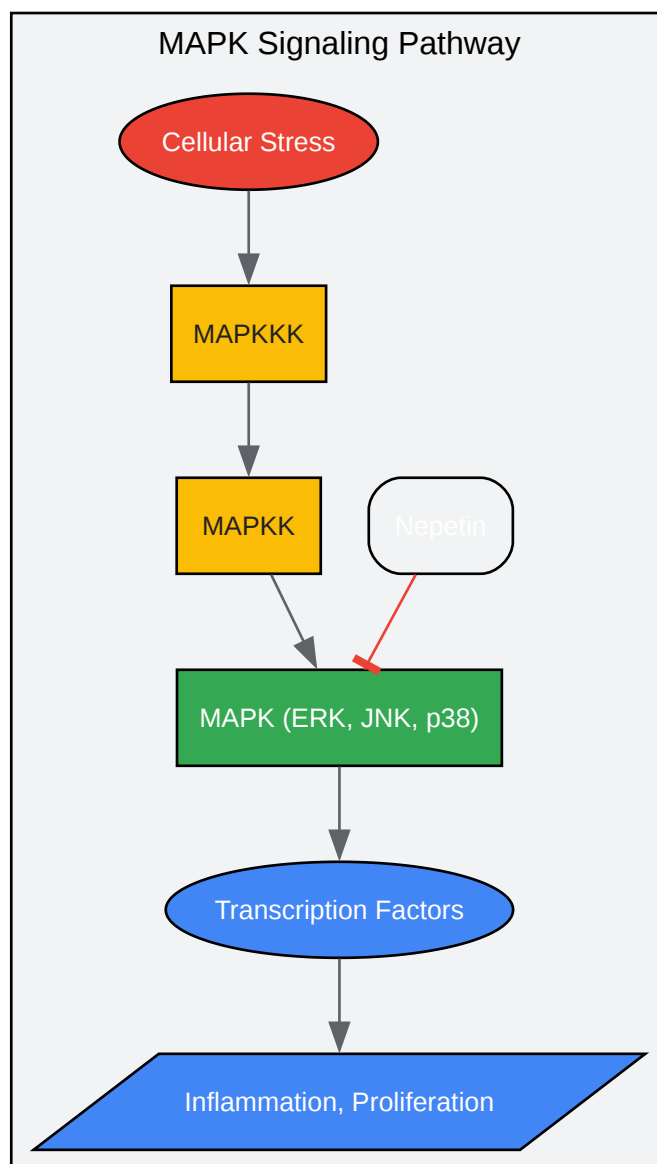 MAPK Signaling Pathway
Cellular Stress
MAPKKK
MAPKK
Nepetin
MAPK (ERK, JNK, p38)
Transcription Factors
Inflammation, Proliferation